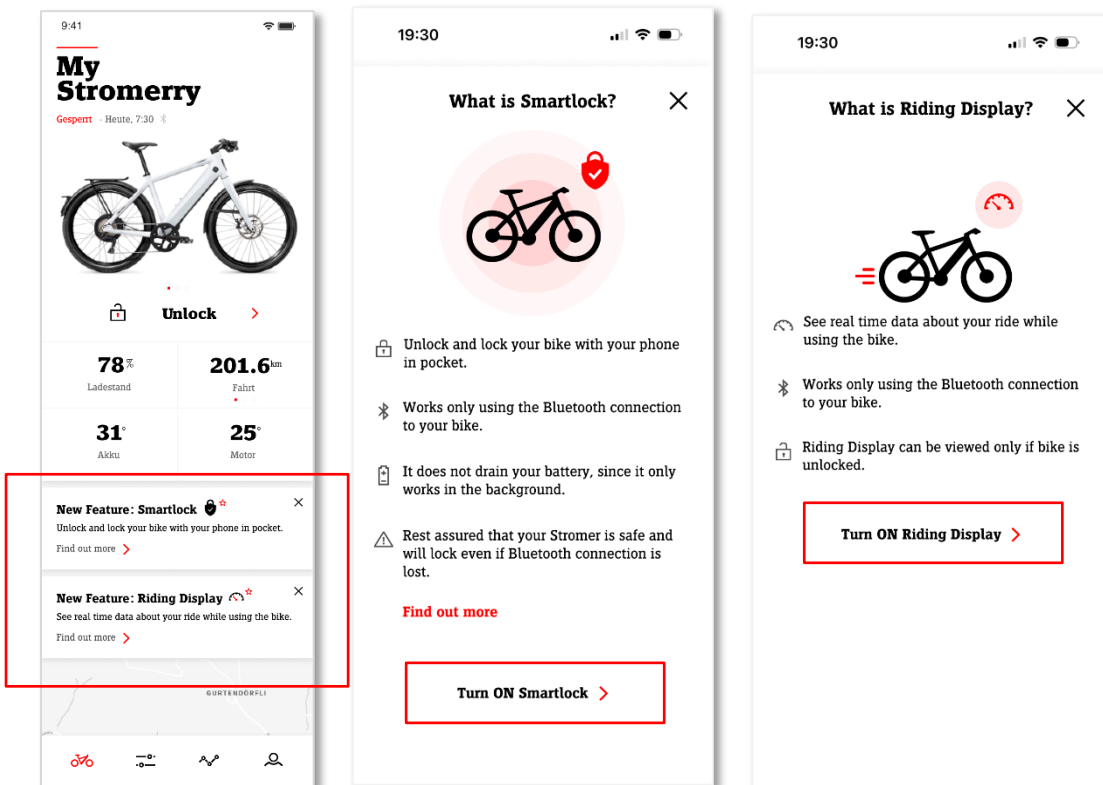 9:41
My
Stromerry
Gesperrt - Heute, 7:30
Unlock
78%
Ladestand
201.6 km
Fahrt
31°
Akku
25°
Motor
New Feature: Smartlock
Unlock and lock your bike with your phone in pocket.
Find out more
New Feature: Riding Display
See real time data about your ride while using the bike.
Find out more
GURTENDÖRFLI
19:30
What is Smartlock?
Unlock and lock your bike with your phone
in pocket.
Works only using the Bluetooth connection
to your bike.
It does not drain your battery, since it only
works in the background.
Rest assured that your Stromer is safe and
will lock even if Bluetooth connection is
lost.
Find out more
Turn ON Smartlock
19:30
What is Riding Display?
See real time data about your ride while
using the bike.
Works only using the Bluetooth connection
to your bike.
Riding Display can be viewed only if bike is
unlocked.
Turn ON Riding Display